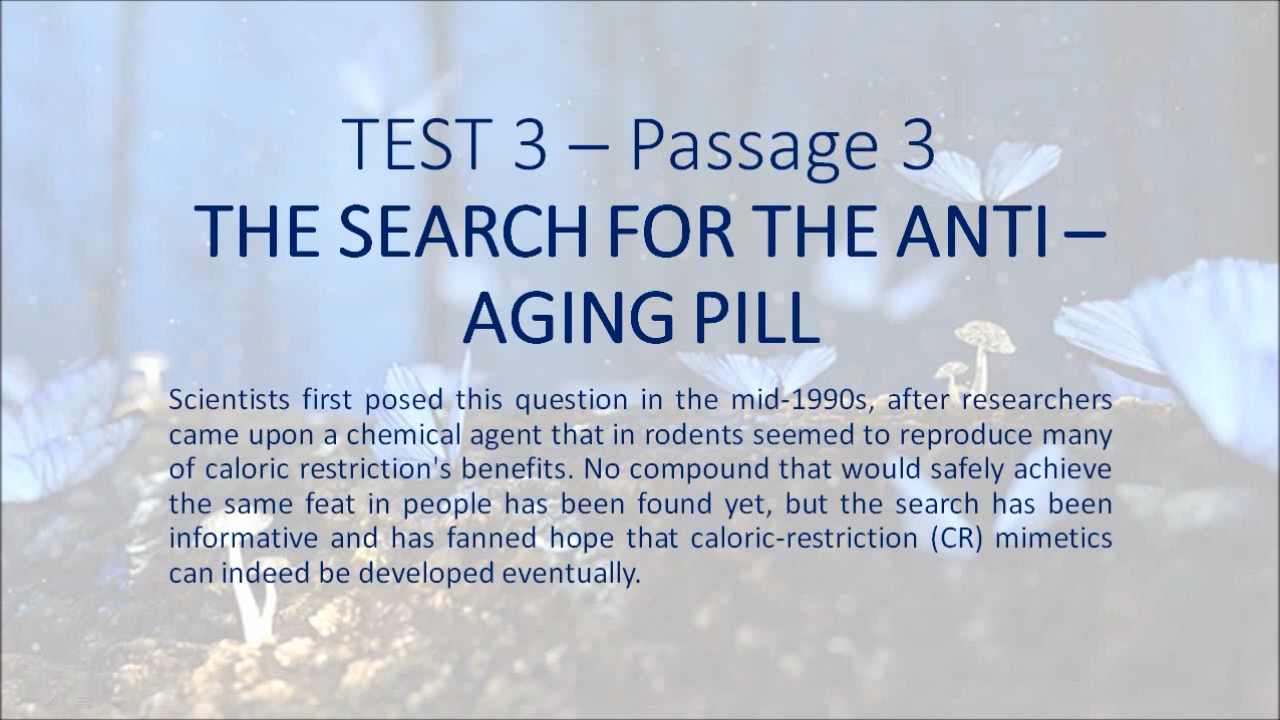 TEST 3 – Passage 3
THE SEARCH FOR THE ANTI –
AGING PILL
Scientists first posed this question in the mid-1990s, after researchers
came upon a chemical agent that in rodents seemed to reproduce many
of caloric restriction's benefits. No compound that would safely achieve
the same feat in people has been found yet, but the search has been
informative and has fanned hope that caloric-restriction (CR) mimetics
can indeed be developed eventually.